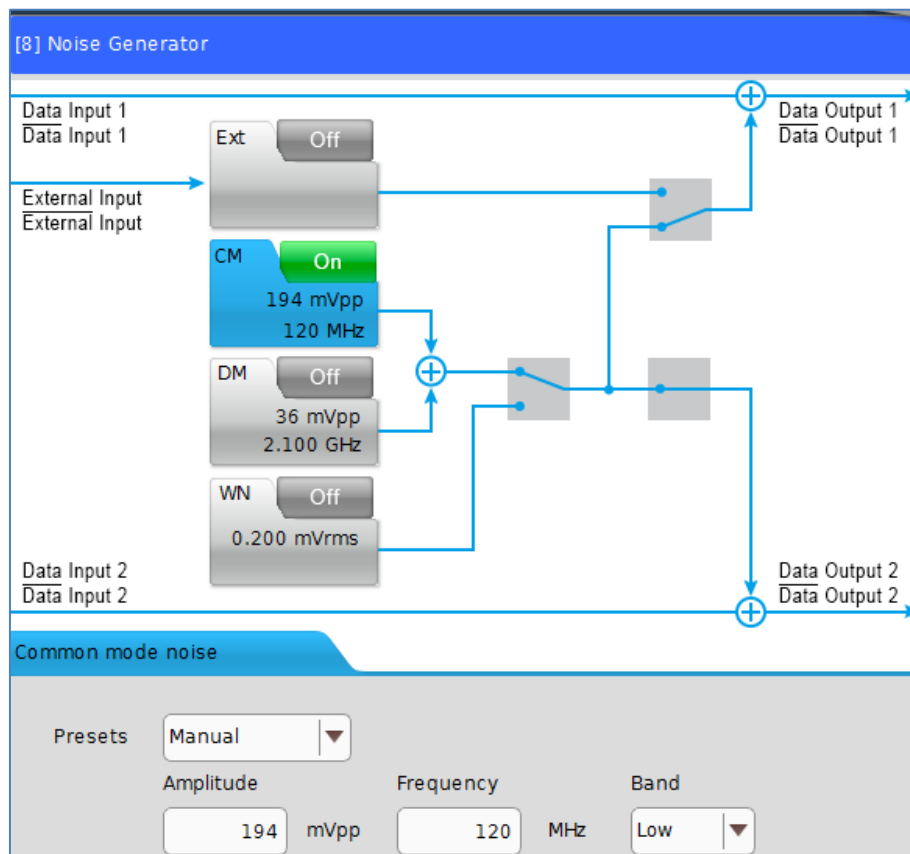 [8] Noise Generator
Data Input 1
Data Input 1
Data Output 1
Data Output 1
Ext
Off
External Input
External Input
CM
On
194 mVpp
120 MHz
DM
Off
36 mVpp
2.100 GHz
WN
Off
0.200 mVrms
Data Input 2
Data Input 2
Data Output 2
Data Output 2
Common mode noise
Presets
Manual
Amplitude
Frequency
Band
194 mVpp
120 MHz
Low